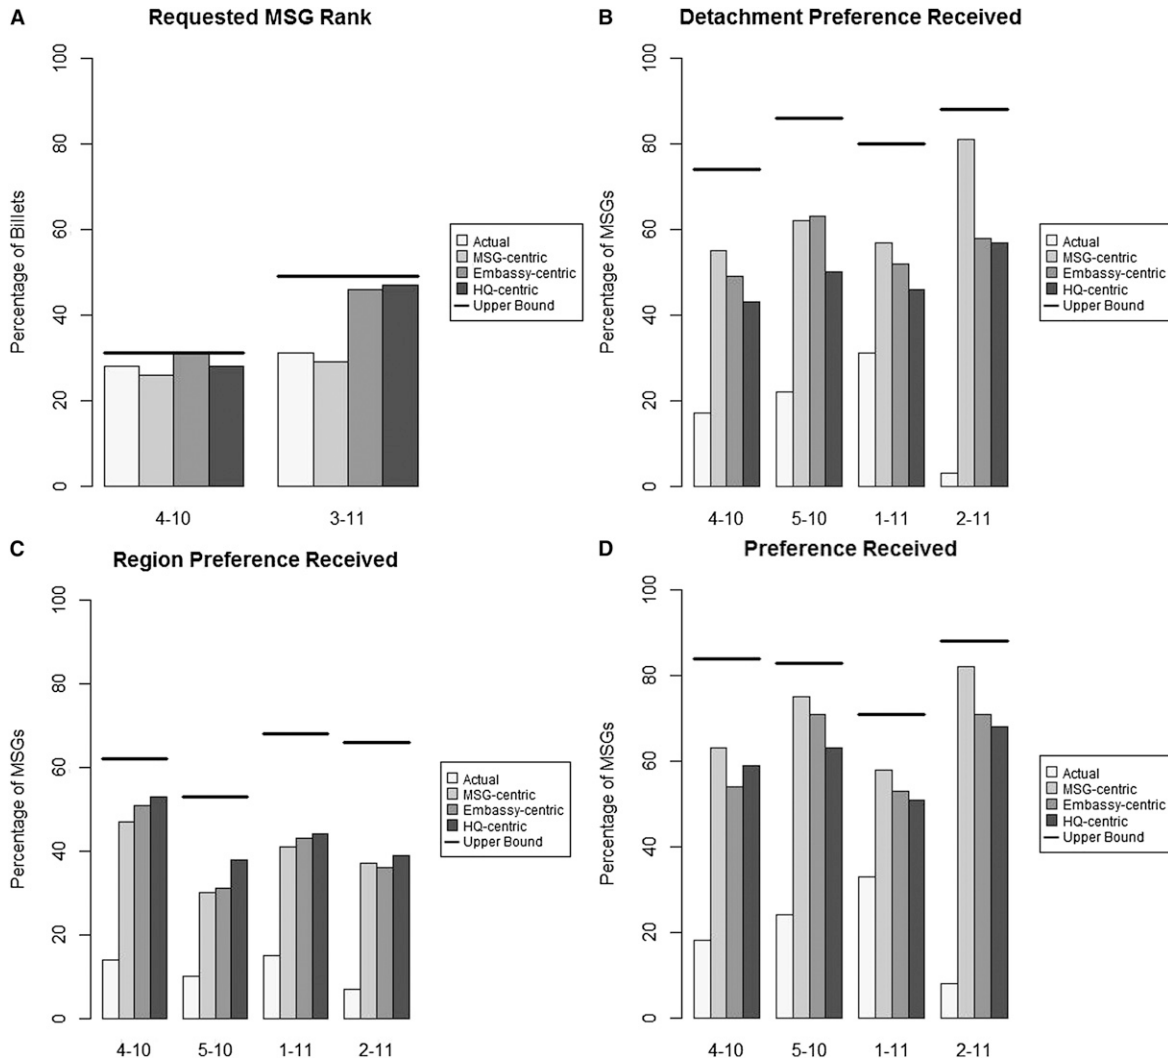 A
Requested MSG Rank
Percentage of Billets
100
80
60
40
20
0
4-10
3-11
Actual
MSG-centric
Embassy-centric
HQ-centric
Upper Bound
B
Detachment Preference Received
Percentage of MSGs
100
80
60
40
20
0
4-10
5-10
1-11
2-11
Actual
MSG-centric
Embassy-centric
HQ-centric
Upper Bound
C
Region Preference Received
Percentage of MSGs
100
80
60
40
20
0
4-10
5-10
1-11
2-11
Actual
MSG-centric
Embassy-centric
HQ-centric
Upper Bound
D
Preference Received
Percentage of MSGs
100
80
60
40
20
0
4-10
5-10
1-11
2-11
Actual
MSG-centric
Embassy-centric
HQ-centric
Upper Bound